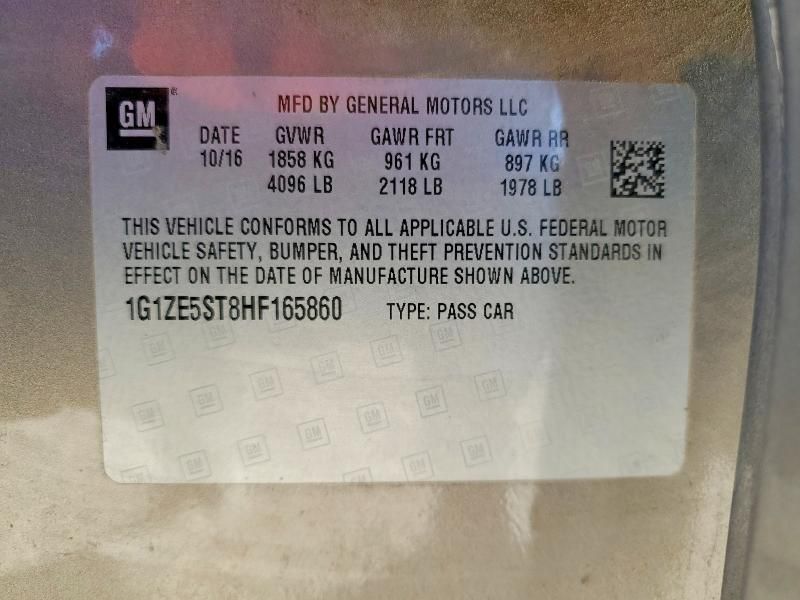 GM®
MFD BY GENERAL MOTORS LLC
DATE GVWR GAWR FRT GAWR RR
10/16 1858 KG 961 KG 897 KG
4096 LB 2118 LB 1978 LB
THIS VEHICLE CONFORMS TO ALL APPLICABLE U.S. FEDERAL MOTOR
VEHICLE SAFETY, BUMPER, AND THEFT PREVENTION STANDARDS IN
EFFECT ON THE DATE OF MANUFACTURE SHOWN ABOVE.
1G1ZE5ST8HF165860 TYPE: PASS CAR